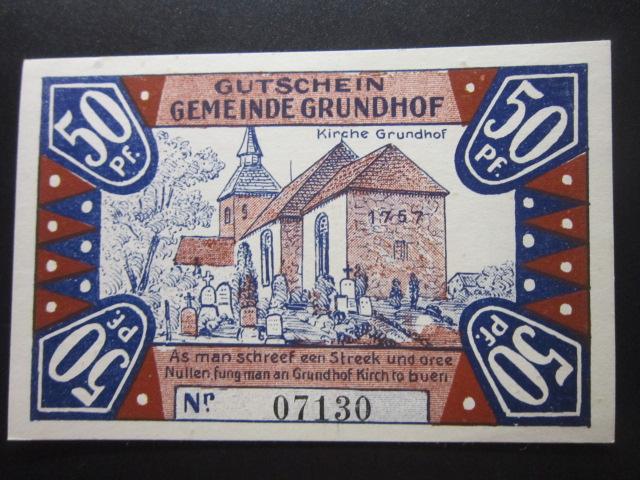 GUTSCHEIN
GEMEINDE GRUNDHOF
Kirche Grundhof
50 Pf.
50 Pf.
1757
50 Pf.
50 Pf.
As man schreef een Streek und dree
Nullen, fung man an Grundhof Kirch to buen
Nr. 07130